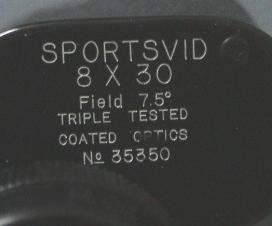 SPORTSVID
8 X 30
Field 7.5°
TRIPLE TESTED
COATED OPTICS
No 35350